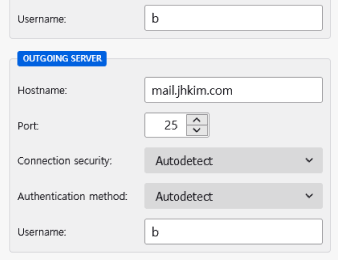 Username: b
OUTGOING SERVER
Hostname: mail.jhkim.com
Port: 25
Connection security: Autodetect
Authentication method: Autodetect
Username: b